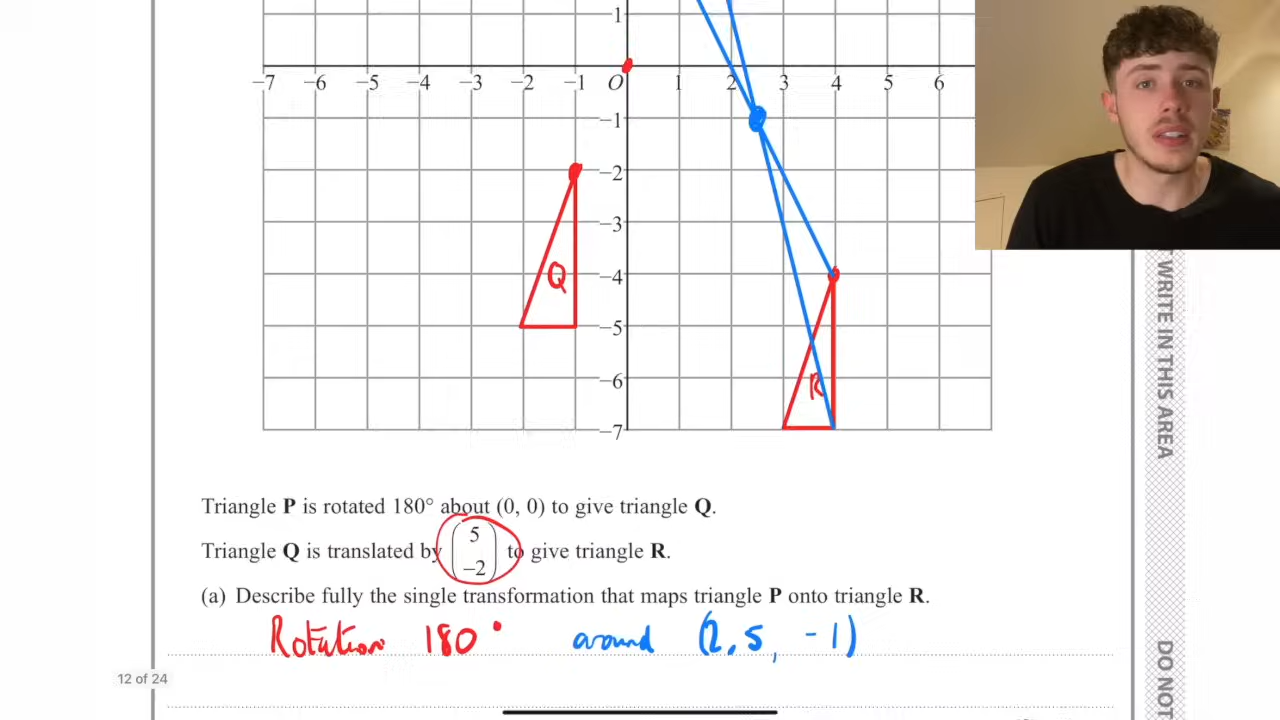 1
-7 -6 -5 -4 -3 -2 -1 O 1 2 3 4 5 6
-1
-2
-3
Q
-4
-5
-6
R
-7
Triangle P is rotated 180° about (0, 0) to give triangle Q.
Triangle Q is translated by (5 -2) to give triangle R.
(a) Describe fully the single transformation that maps triangle P onto triangle R.
Rotation 180° around (2.5, -1)
12 of 24
T WRITE IN THIS AREA
DO NOT